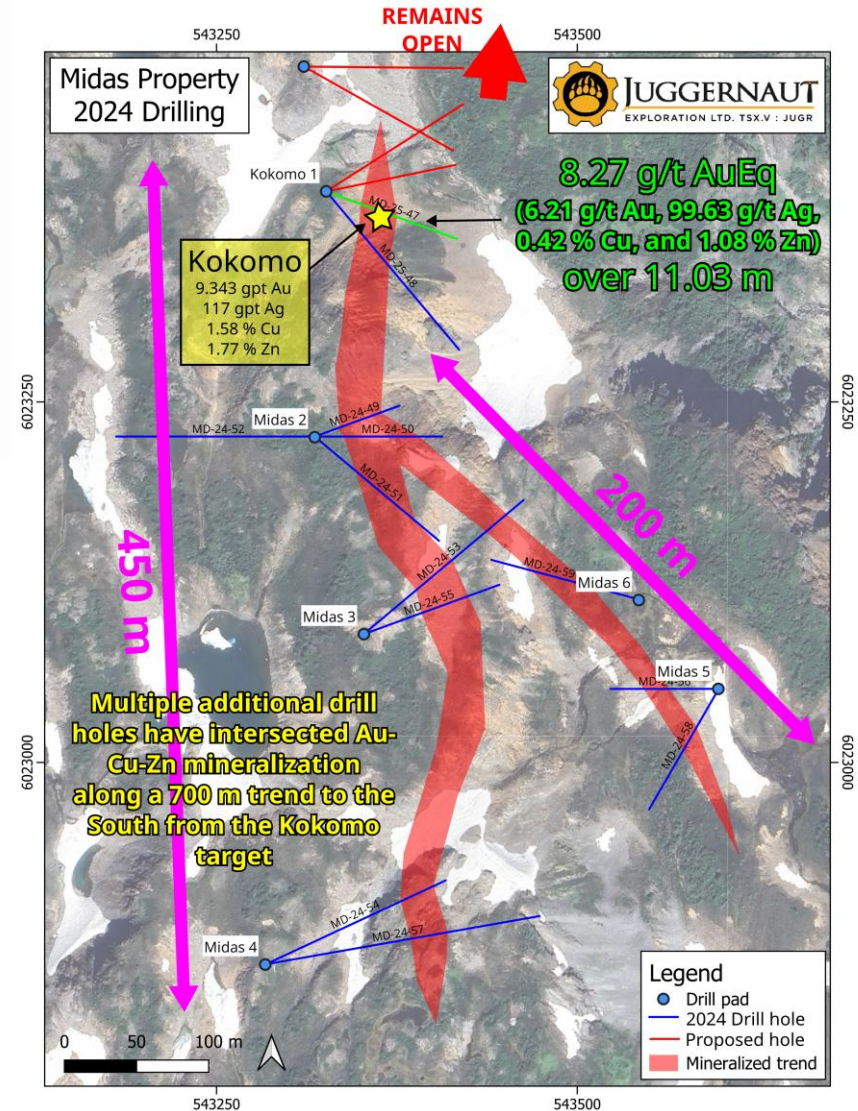 REMAINS
OPEN
543250
543500
Midas Property
2024 Drilling
JUGGERNAUT
EXPLORATION LTD. TSX.V : JUGR
Kokomo 1
MD-25-47
8.27 g/t AuEq
(6.21 g/t Au, 99.63 g/t Ag,
0.42 % Cu, and 1.08 % Zn)
over 11.03 m
Kokomo
9.343 gpt Au
117 gpt Ag
1.58 % Cu
1.77 % Zn
MD-25-48
6023250
6023250
Midas 2
MD-24-49
MD-24-52
MD-24-50
MD-24-51
200 m
450 m
MD-24-53
MD-24-59
Midas 6
MD-24-55
Midas 3
Midas 5
MD-24-56
MD-24-58
Multiple additional drill
holes have intersected Au-
Cu-Zn mineralization
along a 700 m trend to the
South from the Kokomo
target
6023000
6023000
MD-24-54
MD-24-57
Midas 4
Legend
Drill pad
2024 Drill hole
Proposed hole
Mineralized trend
0 50 100 m
543250
543500